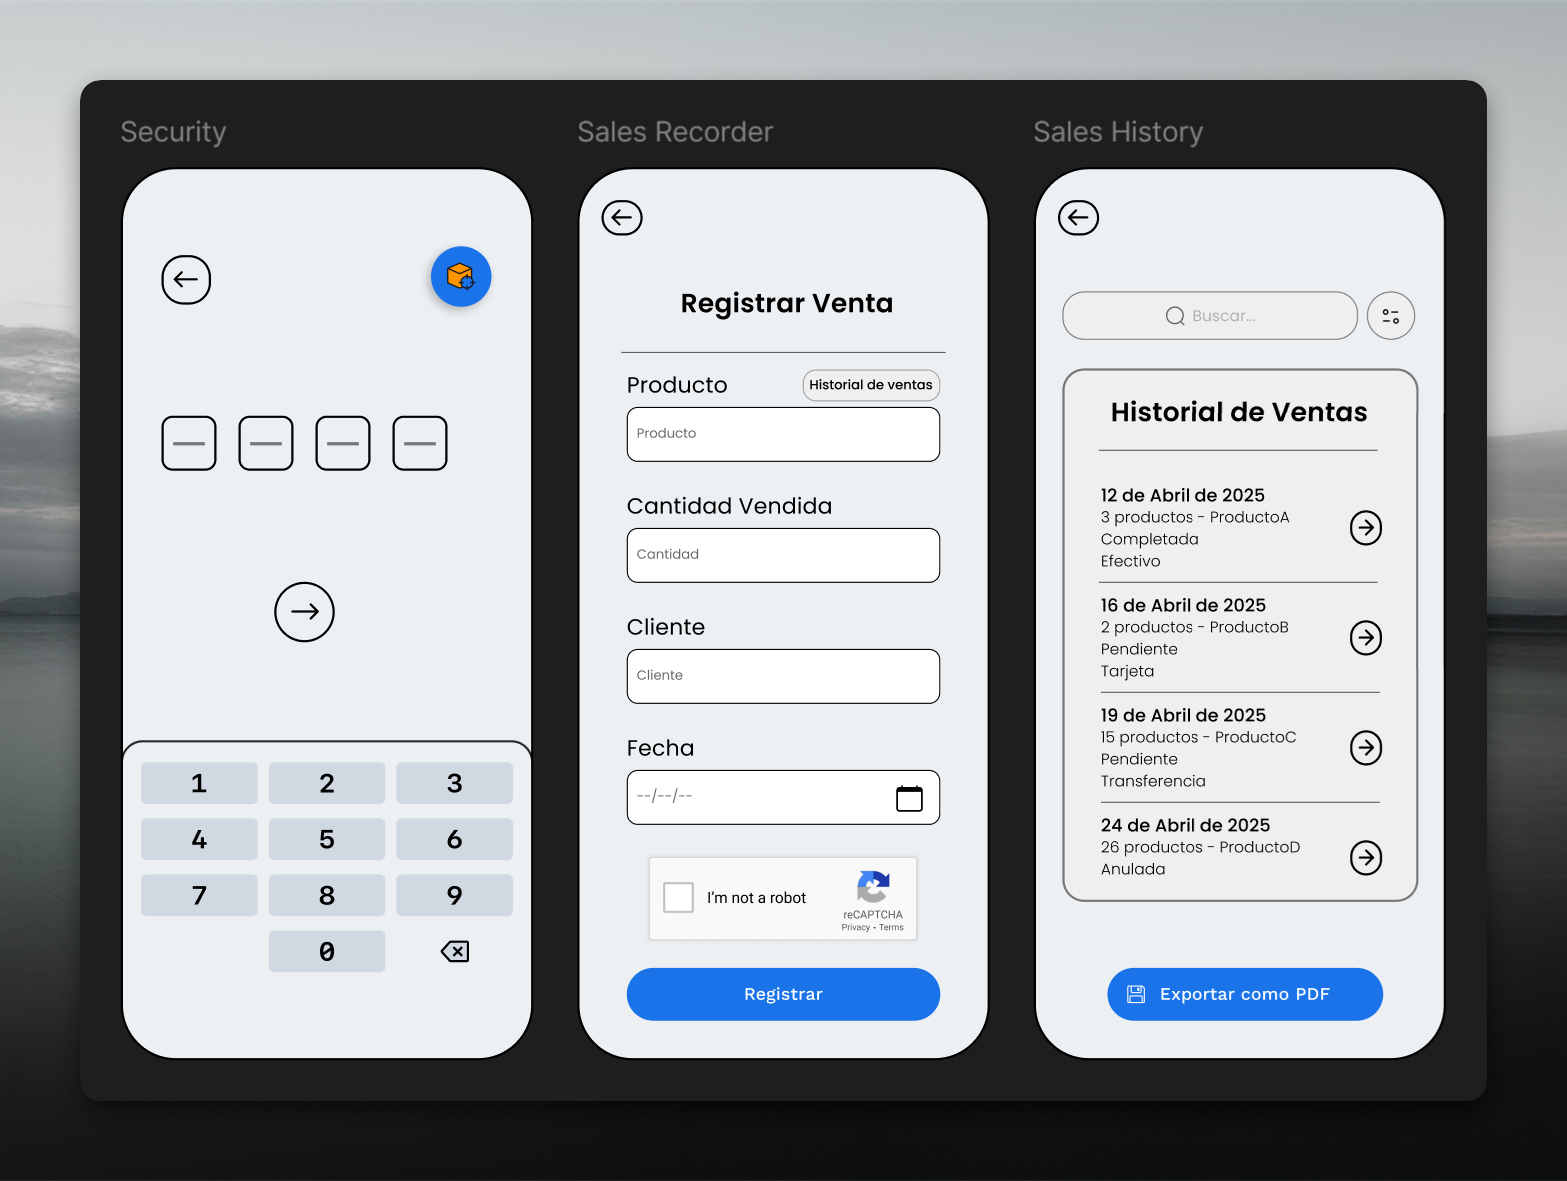 Security
1 2 3
4 5 6
7 8 9
0
Sales Recorder
Registrar Venta
Producto
Historial de ventas
Producto
Cantidad Vendida
Cantidad
Cliente
Cliente
Fecha
--/--/--
I'm not a robot
reCAPTCHA
Privacy - Terms
Registrar
Sales History
Buscar...
Historial de Ventas
12 de Abril de 2025
3 productos - ProductoA
Completada
Efectivo
16 de Abril de 2025
2 productos - ProductoB
Pendiente
Tarjeta
19 de Abril de 2025
15 productos - ProductoC
Pendiente
Transferencia
24 de Abril de 2025
26 productos - ProductoD
Anulada
Exportar como PDF